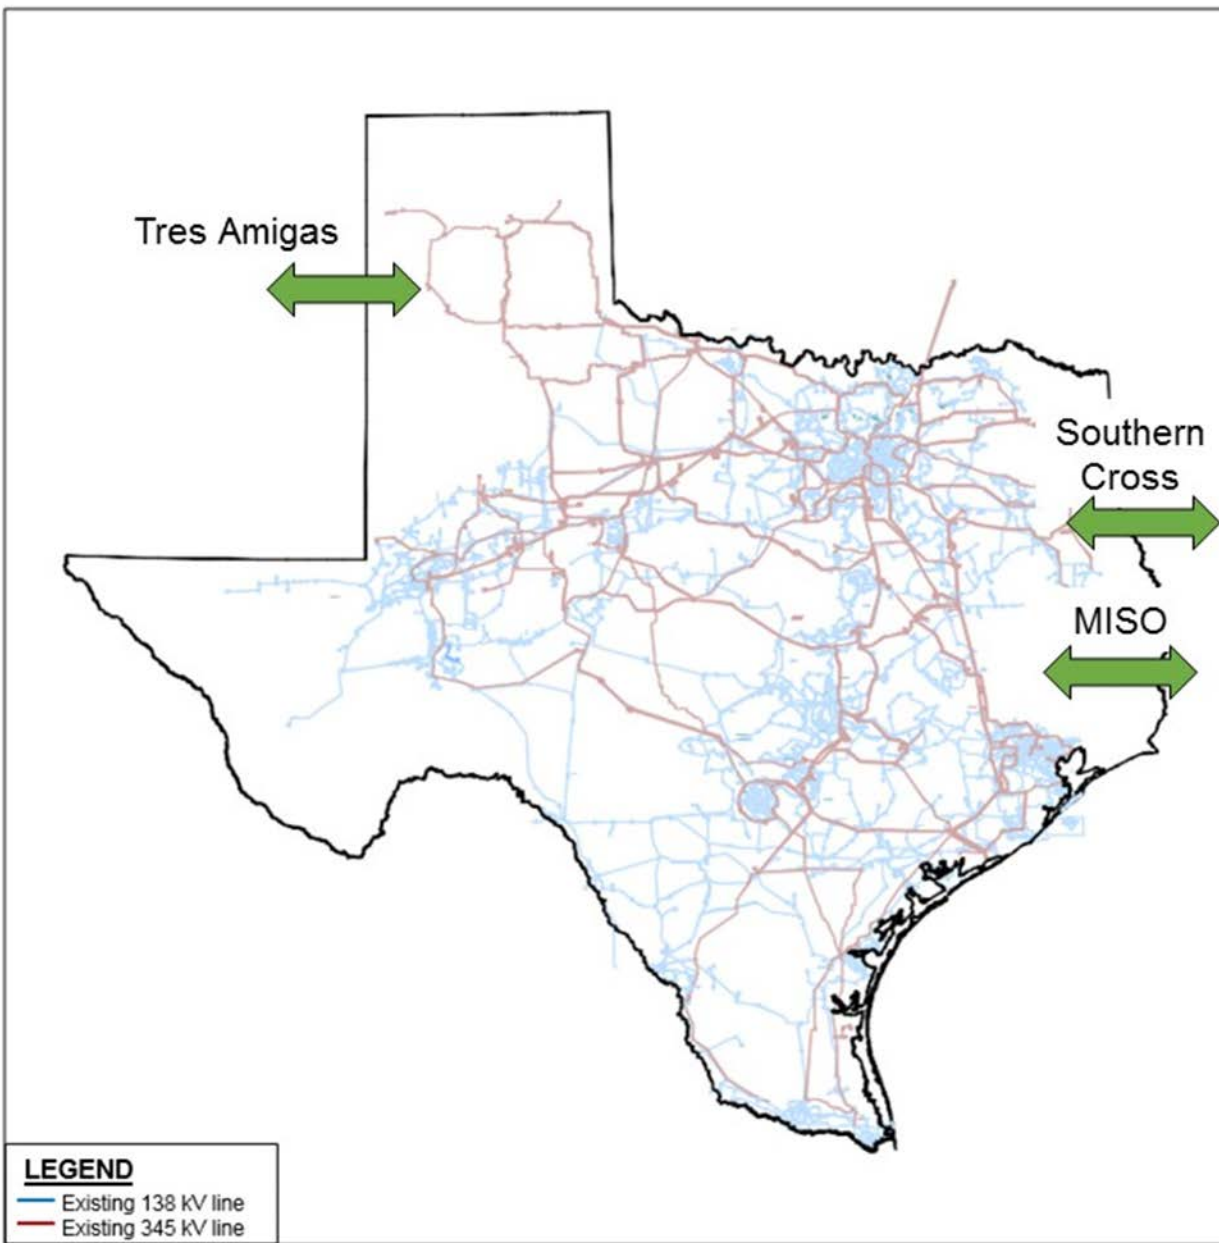 Tres Amigas
Southern
Cross
MISO
LEGEND
Existing 138 kV line
Existing 345 kV line